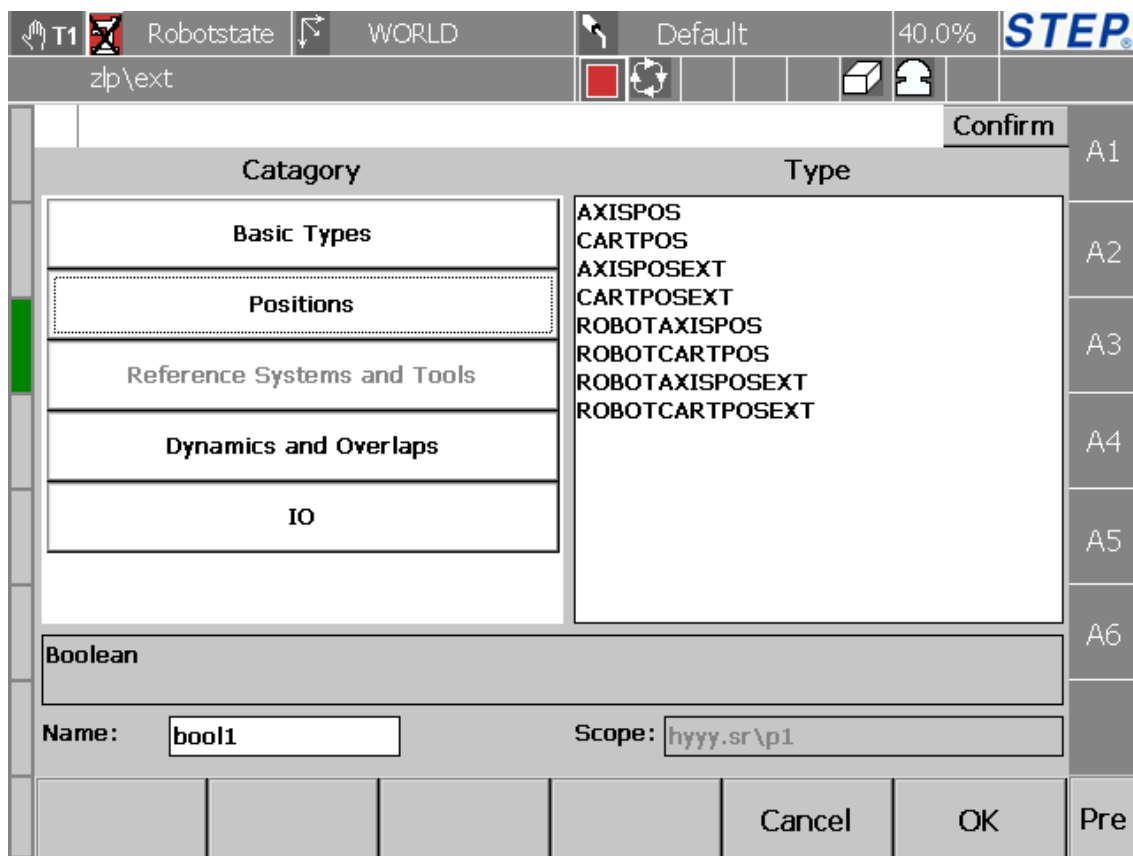 T1 Robotstate WORLD Default 40.0% STEP®
zlp\ext
Confirm
Catagory Type
Basic Types
Positions
Reference Systems and Tools
Dynamics and Overlaps
IO
AXISPOS
CARTPOS
AXISPOSEXT
CARTPOSEXT
ROBOTAXISPOS
ROBOTCARTPOS
ROBOTAXISPOSEXT
ROBOTCARTPOSEXT
Boolean
Name: bool1 Scope: hyyy.sr\p1
Cancel OK Pre
A1
A2
A3
A4
A5
A6